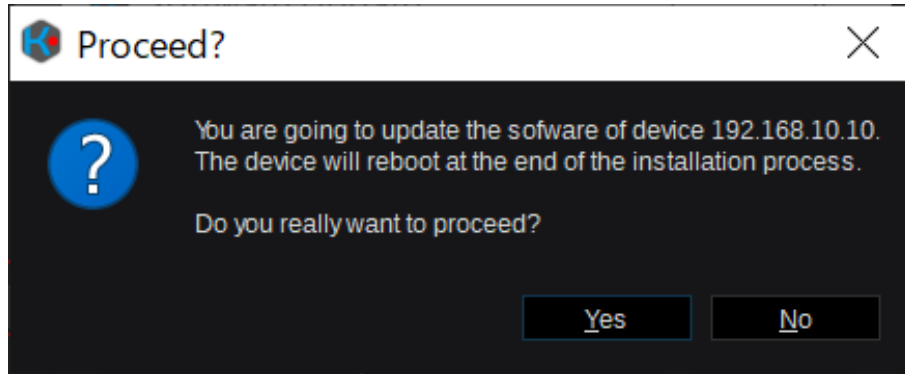 Proceed?
You are going to update the sofware of device 192.168.10.10.
The device will reboot at the end of the installation process.
Do you really want to proceed?
Yes
No